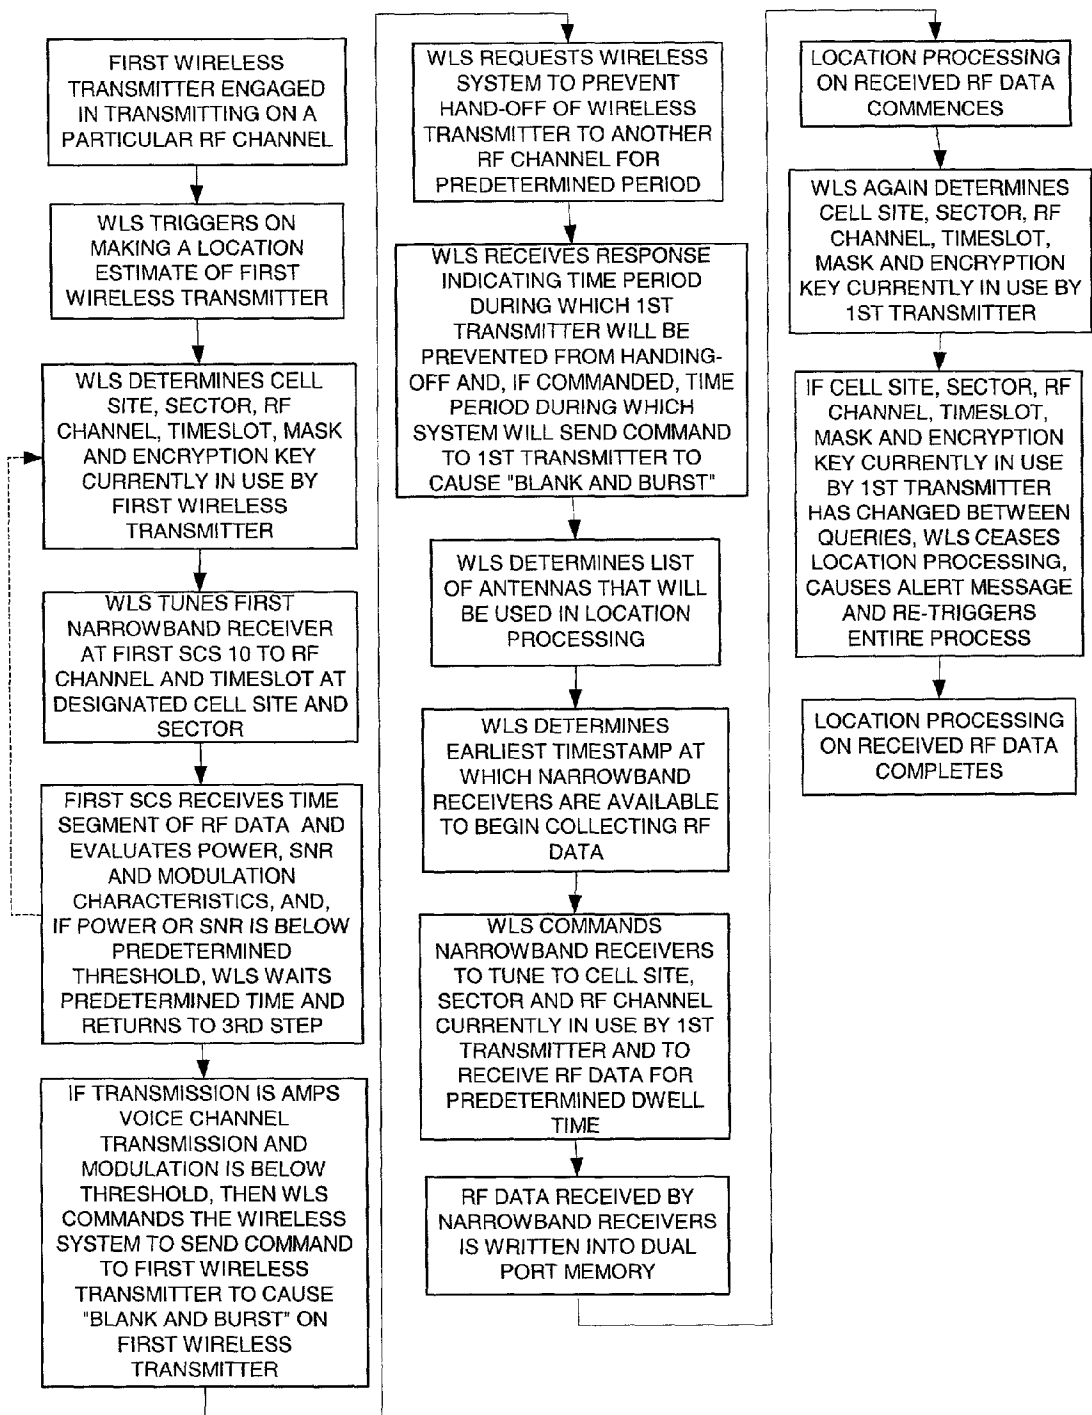 FIRST WIRELESS
TRANSMITTER ENGAGED
IN TRANSMITTING ON A
PARTICULAR RF CHANNEL
WLS TRIGGERS ON
MAKING A LOCATION
ESTIMATE OF FIRST
WIRELESS TRANSMITTER
WLS DETERMINES CELL
SITE, SECTOR, RF
CHANNEL, TIMESLOT, MASK
AND ENCRYPTION KEY
CURRENTLY IN USE BY
FIRST WIRELESS
TRANSMITTER
WLS TUNES FIRST
NARROWBAND RECEIVER
AT FIRST SCS 10 TO RF
CHANNEL AND TIMESLOT AT
DESIGNATED CELL SITE AND
SECTOR
FIRST SCS RECEIVES TIME
SEGMENT OF RF DATA AND
EVALUATES POWER, SNR
AND MODULATION
CHARACTERISTICS, AND,
IF POWER OR SNR IS BELOW
PREDETERMINED
THRESHOLD, WLS WAITS
PREDETERMINED TIME AND
RETURNS TO 3RD STEP
IF TRANSMISSION IS AMPS
VOICE CHANNEL
TRANSMISSION AND
MODULATION IS BELOW
THRESHOLD, THEN WLS
COMMANDS THE WIRELESS
SYSTEM TO SEND COMMAND
TO FIRST WIRELESS
TRANSMITTER TO CAUSE
"BLANK AND BURST" ON
FIRST WIRELESS
TRANSMITTER
WLS REQUESTS WIRELESS
SYSTEM TO PREVENT
HAND-OFF OF WIRELESS
TRANSMITTER TO ANOTHER
RF CHANNEL FOR
PREDETERMINED PERIOD
WLS RECEIVES RESPONSE
INDICATING TIME PERIOD
DURING WHICH 1ST
TRANSMITTER WILL BE
PREVENTED FROM HANDING-
OFF AND, IF COMMANDED, TIME
PERIOD DURING WHICH
SYSTEM WILL SEND COMMAND
TO 1ST TRANSMITTER TO
CAUSE "BLANK AND BURST"
WLS DETERMINES LIST
OF ANTENNAS THAT WILL
BE USED IN LOCATION
PROCESSING
WLS DETERMINES
EARLIEST TIMESTAMP AT
WHICH NARROWBAND
RECEIVERS ARE AVAILABLE
TO BEGIN COLLECTING RF
DATA
WLS COMMANDS
NARROWBAND RECEIVERS
TO TUNE TO CELL SITE,
SECTOR AND RF CHANNEL
CURRENTLY IN USE BY 1ST
TRANSMITTER AND TO
RECEIVE RF DATA FOR
PREDETERMINED DWELL
TIME
RF DATA RECEIVED BY
NARROWBAND RECEIVERS
IS WRITTEN INTO DUAL
PORT MEMORY
LOCATION PROCESSING
ON RECEIVED RF DATA
COMMENCES
WLS AGAIN DETERMINES
CELL SITE, SECTOR, RF
CHANNEL, TIMESLOT,
MASK AND ENCRYPTION
KEY CURRENTLY IN USE BY
1ST TRANSMITTER
IF CELL SITE, SECTOR, RF
CHANNEL, TIMESLOT,
MASK AND ENCRYPTION
KEY CURRENTLY IN USE
BY 1ST TRANSMITTER
HAS CHANGED BETWEEN
QUERIES, WLS CEASES
LOCATION PROCESSING,
CAUSES ALERT MESSAGE
AND RE-TRIGGERS
ENTIRE PROCESS
LOCATION PROCESSING
ON RECEIVED RF DATA
COMPLETES